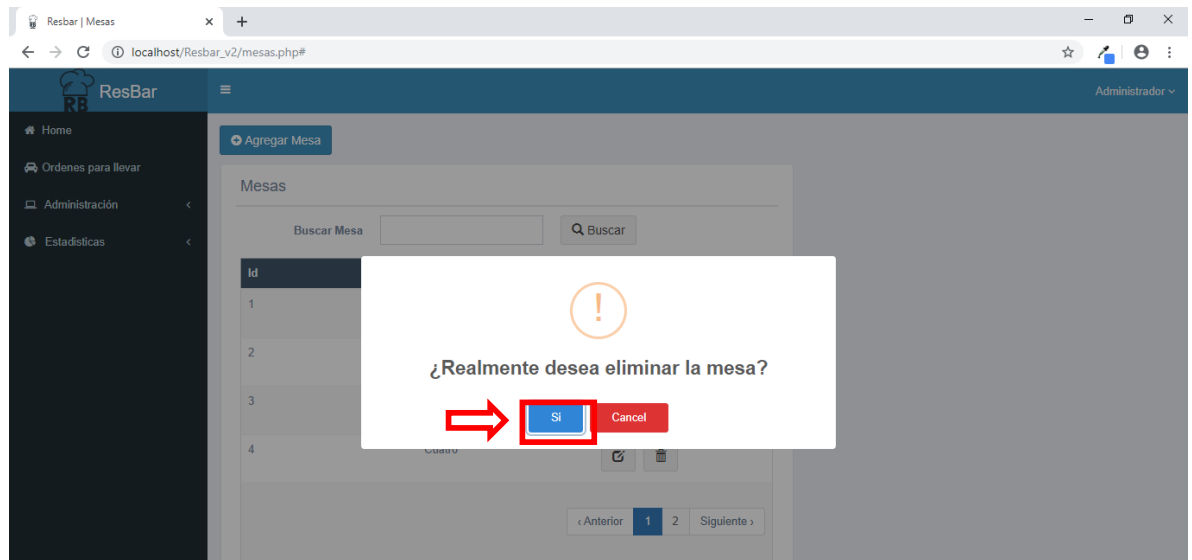 Resbar | Mesas
localhost/Resbar_v2/mesas.php#
RB
ResBar
Administrador
Home
Agregar Mesa
Ordenes para llevar
Mesas
Administración
Buscar Mesa
Buscar
Estadisticas
Id
1
2
¿Realmente desea eliminar la mesa?
3
Si
Cancel
4
Cuatro
‹ Anterior 1 2 Siguiente ›